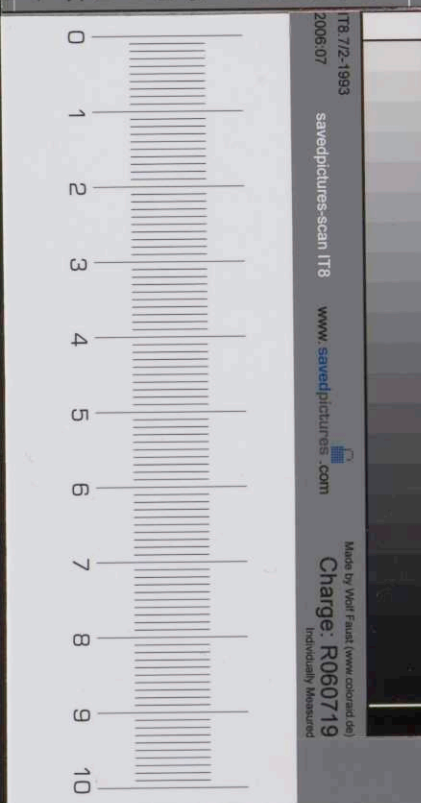 0
1
2
3
4
5
6
7
8
9
10
IT8.7/2-1993
2006:07
savedpictures-scan IT8
www.savedpictures.com
Made by Wolf Faust (www.coloraid.de)
Charge: R060719
Individually Measured